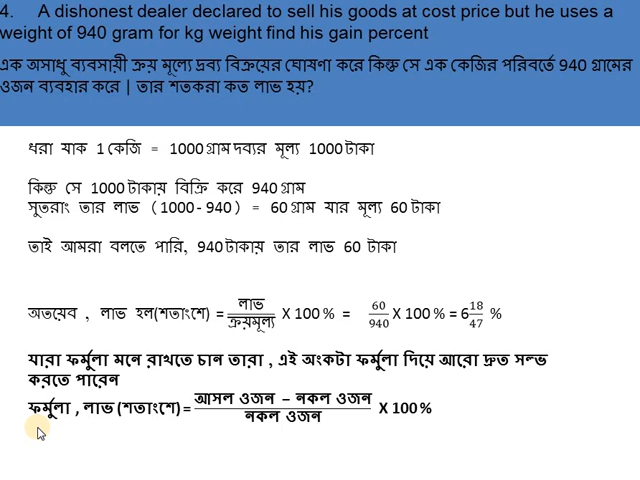 4. A dishonest dealer declared to sell his goods at cost price but he uses a
weight of 940 gram for kg weight find his gain percent
এক অসাধু ব্যবসায়ী ক্রয় মূল্যে দ্রব্য বিক্রয়ের ঘোষণা করে কিন্তু সে এক কেজির পরিবর্তে 940 গ্রামের
ওজন ব্যবহার করে | তার শতকরা কত লাভ হয়?
ধরা যাক 1 কেজি = 1000 গ্রাম দব্যর মূল্য 1000 টাকা
কিন্তু সে 1000 টাকায় বিক্রি করে 940 গ্রাম
সুতরাং তার লাভ (1000 - 940) = 60 গ্রাম যার মূল্য 60 টাকা
তাই আমরা বলতে পারি, 940 টাকায় তার লাভ 60 টাকা
অতয়েব , লাভ হল(শতাংশে) = লাভ/ক্রয়মূল্য X 100 % = 60/940 X 100 % = 6 18/47 %
যারা ফর্মুলা মনে রাখতে চান তারা , এই অংকটা ফর্মুলা দিয়ে আরো দ্রুত সল্ভ
করতে পারেন
ফর্মুলা , লাভ (শতাংশে) = আসল ওজন – নকল ওজন/নকল ওজন X 100 %